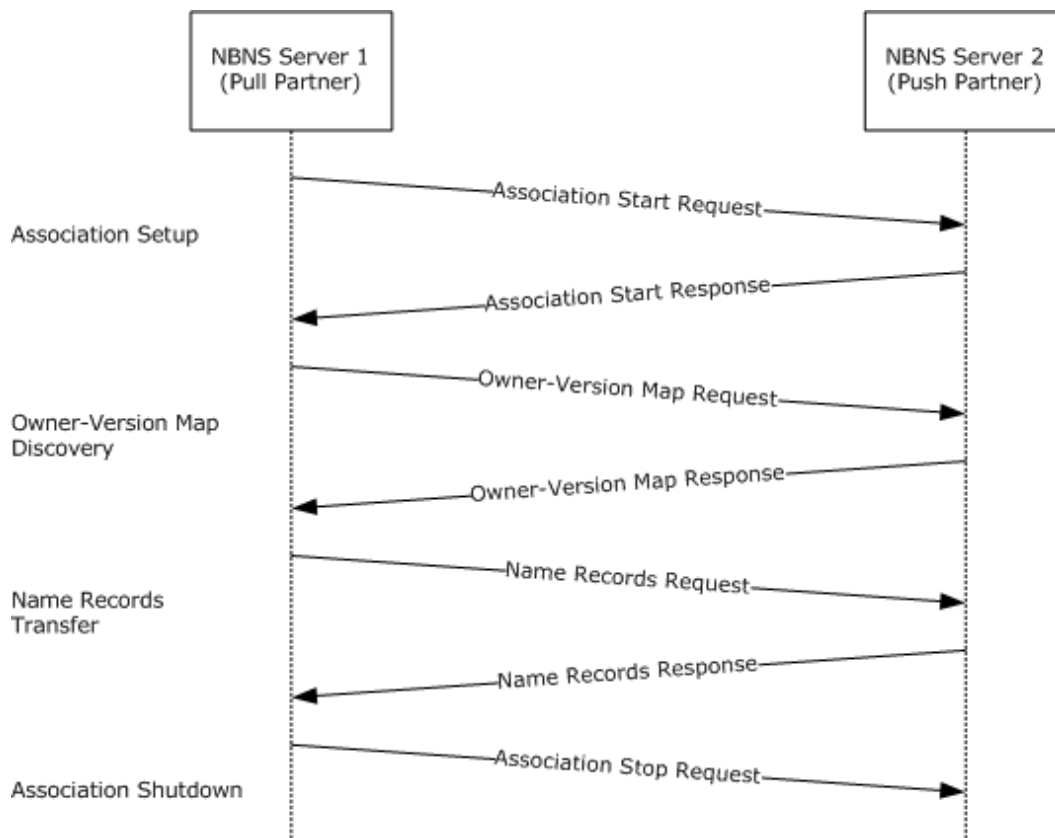 NBNS Server 1
(Pull Partner)
NBNS Server 2
(Push Partner)
Association Start Request
Association Setup
Association Start Response
Owner-Version Map Request
Owner-Version Map
Discovery
Owner-Version Map Response
Name Records Request
Name Records
Transfer
Name Records Response
Association Stop Request
Association Shutdown